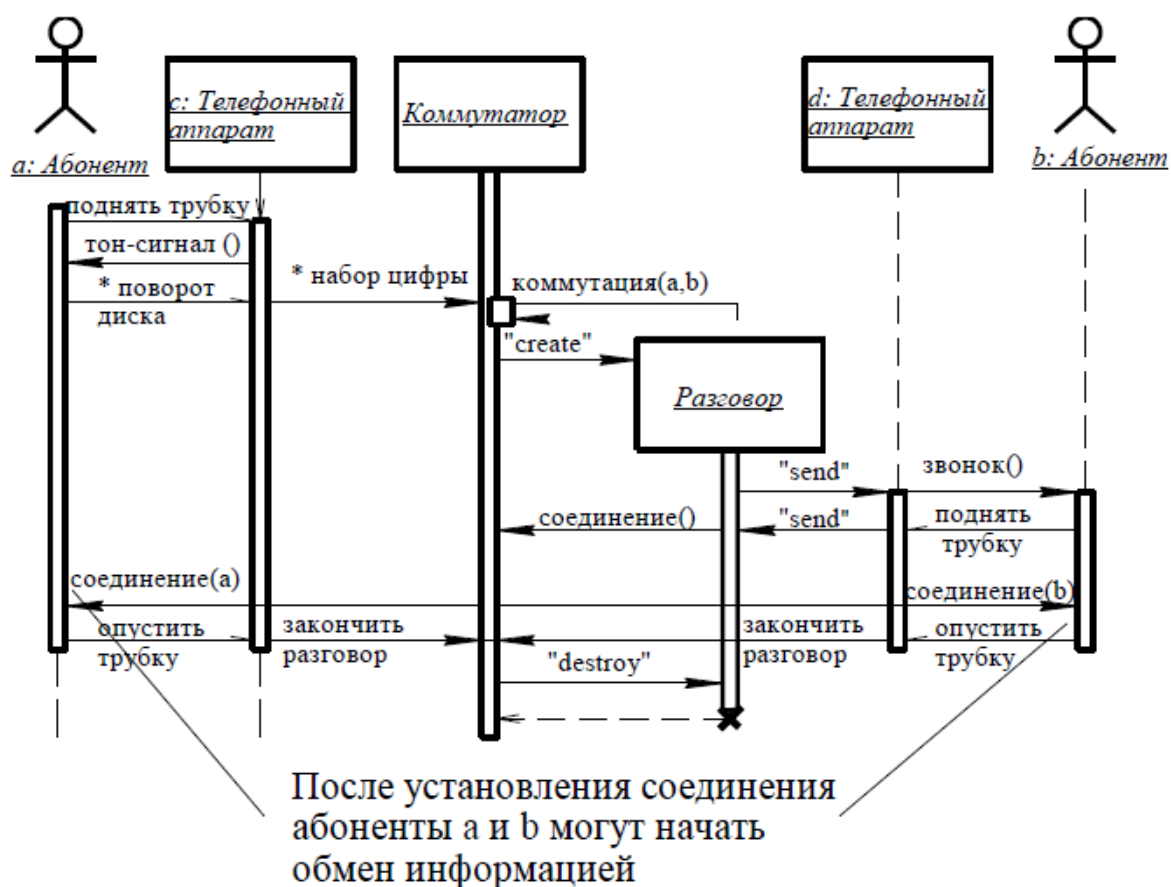 c: Телефонный
аппарат
Коммутатор
d: Телефонный
аппарат
a: Абонент
b: Абонент
поднять трубку
тон-сигнал ()
* поворот
диска
* набор цифры
коммутация(a,b)
"create"
Разговор
"send"
звонок()
соединение()
"send"
поднять
трубку
соединение(a)
соединение(b)
опустить
трубку
закончить
разговор
закончить
разговор
опустить
трубку
"destroy"
После установления соединения
абоненты a и b могут начать
обмен информацией